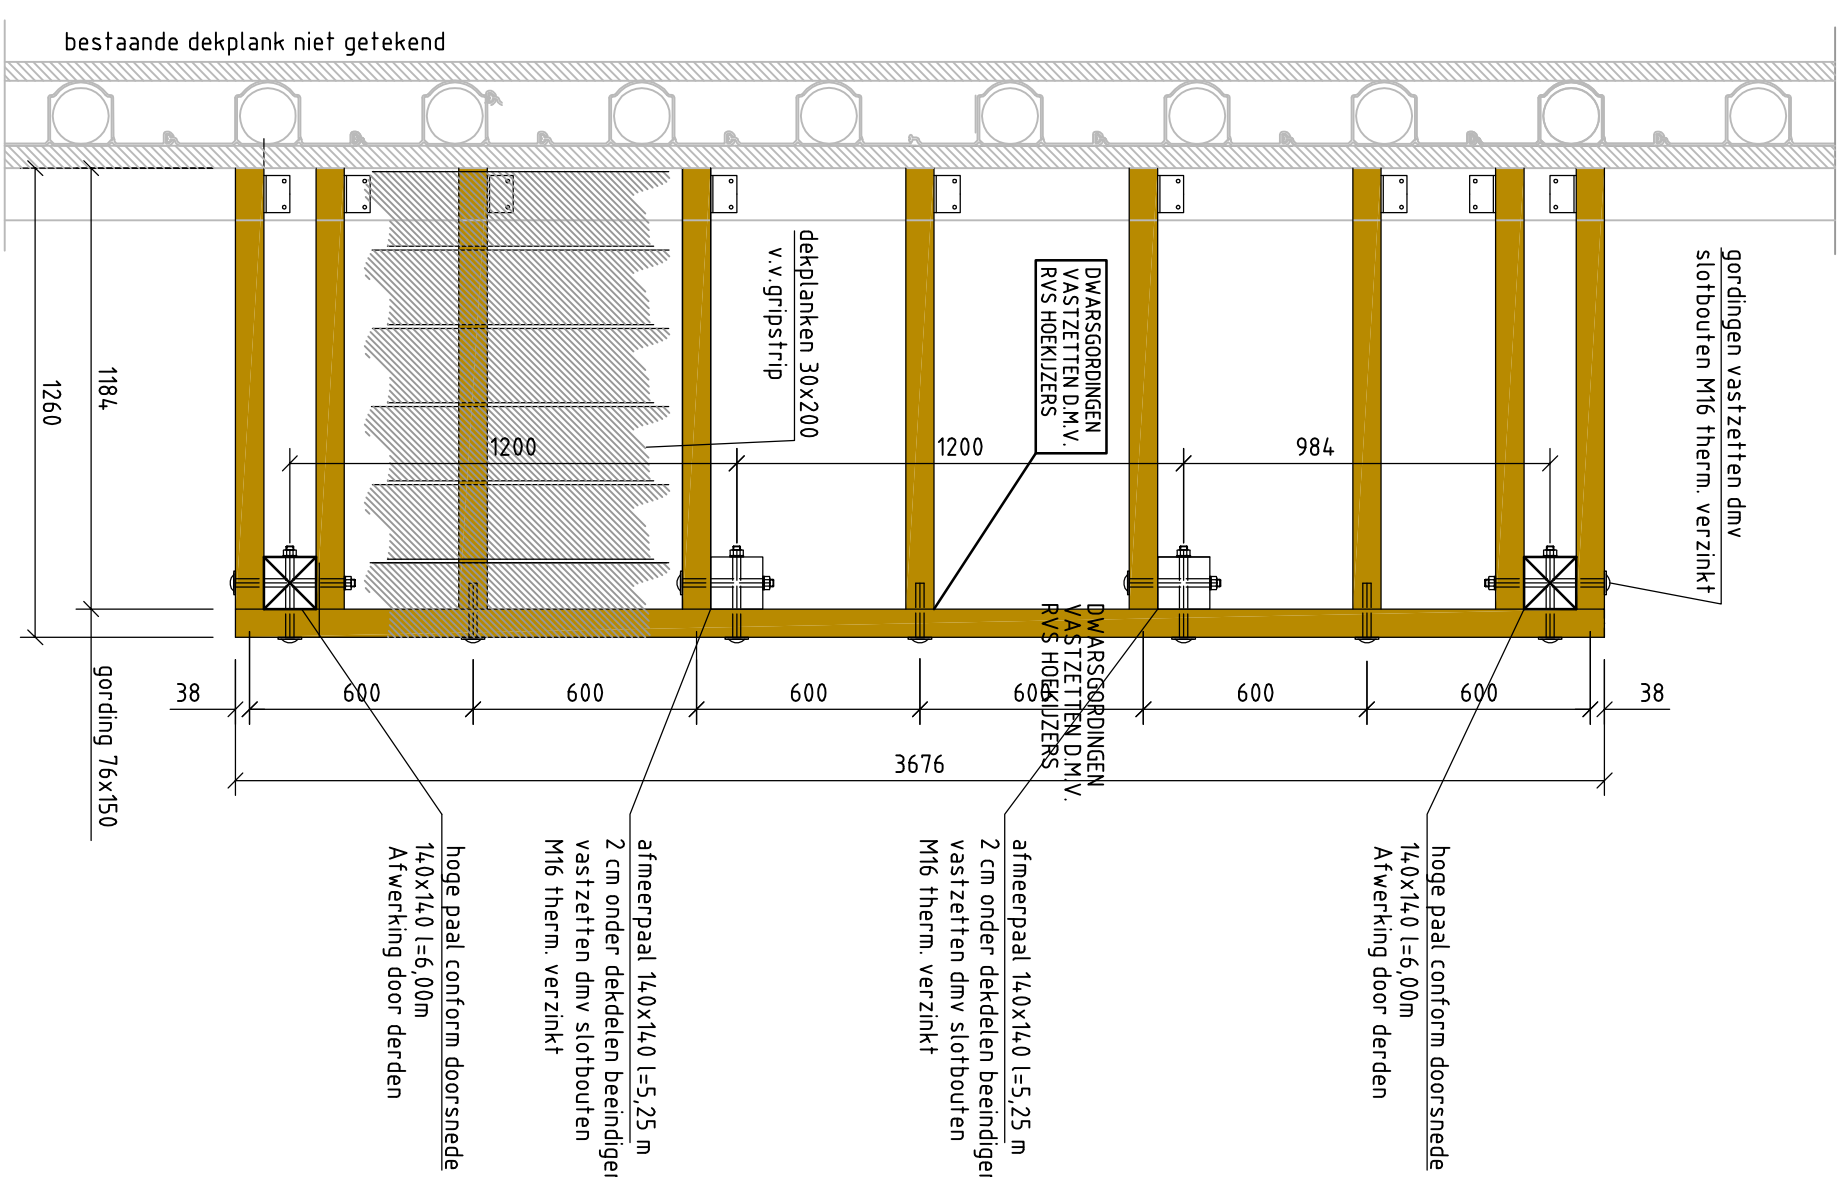 bestaande dekplank niet getekend
gordingen vastzetten dmv
slotbouten M16 therm. verzinkt
dekplanken 30x200
v.v.gripstrip
DWARSGORDINGEN
VASTZETTEN D.M.V.
RVS HOEKIJZERS
1184
1260
1200
1200
984
DWARSGORDINGEN
VASTZETTEN D.M.V.
RVS HOEKIJZERS
38
600
600
600
600
600
600
38
3676
gording 76x150
hoge paal conform doorsnede
140x140 l=6,00m
Afwerking door derden
afmeerpaal 140x140 l=5,25 m
2 cm onder dekdelen beeindigen
vastzetten dmv slotbouten
M16 therm. verzinkt
afmeerpaal 140x140 l=5,25 m
2 cm onder dekdelen beeindigen
vastzetten dmv slotbouten
M16 therm. verzinkt
hoge paal conform doorsnede
140x140 l=6,00m
Afwerking door derden